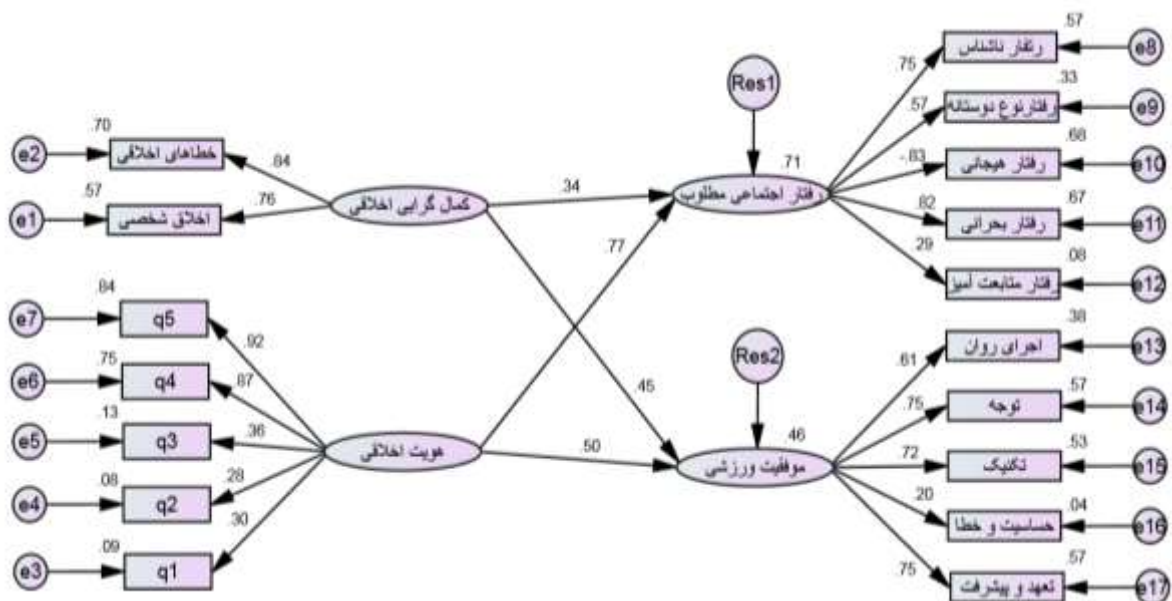 e2
.70
خطاهای اخلاقی
.84
e1
.57
اخلاق شخصی
.76
کمال گرایی اخلاقی
e7
.84
q5
.92
e6
.75
q4
.87
e5
.13
q3
.36
e4
.08
q2
.28
e3
.09
q1
.30
هویت اخلاقی
.34
.77
.45
.50
Res1
.71
رفتار اجتماعی مطلوب
Res2
.46
موفقیت ورزشی
.75
رتفار ناشناس
.57
e8
.57
رفتارنوع دوستانه
.33
e9
-.83
رفتار هیجانی
.68
e10
.82
رفتار بحرانی
.67
e11
.29
رفتار متابعت آمیز
.08
e12
.61
اجرای روان
.38
e13
.75
توجه
.57
e14
.72
تکنیک
.53
e15
.20
حساسیت و خطا
.04
e16
.75
تعهد و پیشرفت
.57
e17